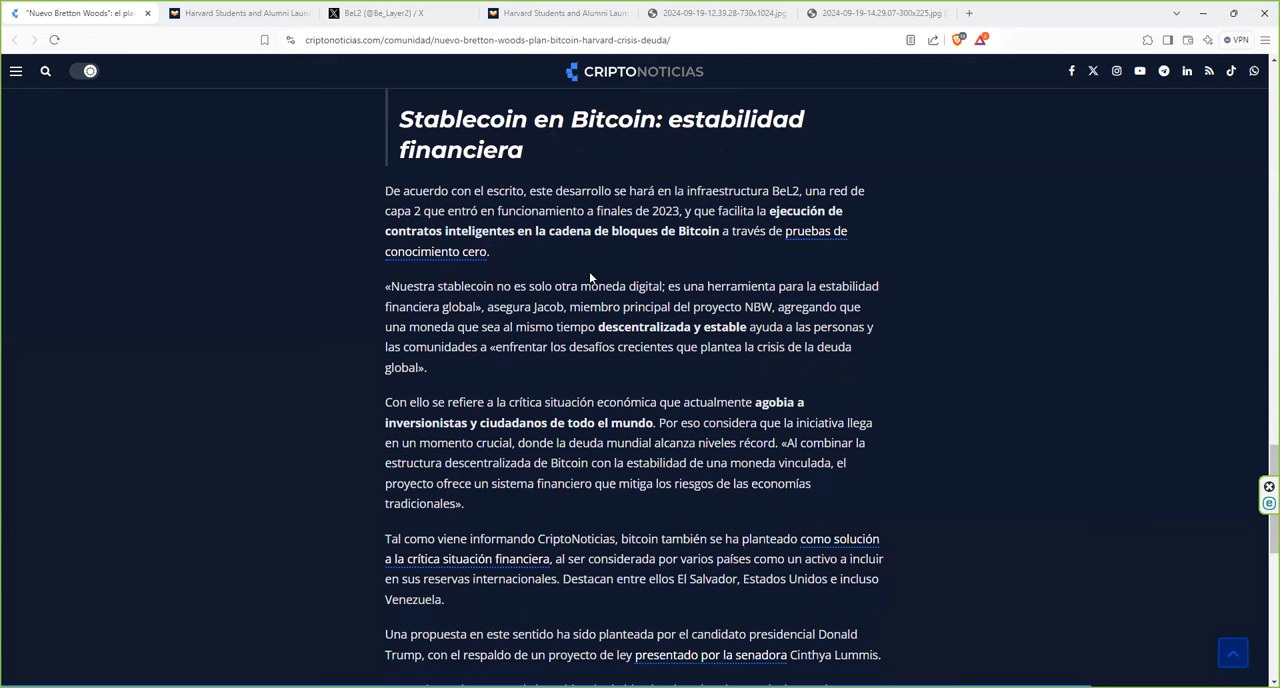 "Nuevo Bretton Woods": el pla
Harvard Students and Alumni Laun
BeL2 (@Be_Layer2) / X
Harvard Students and Alumni Laun
2024-09-19-12.39.28-730x1024.jpg
2024-09-19-14.29.07-300x225.jpg
criptonoticias.com/comunidad/nuevo-bretton-woods-plan-bitcoin-harvard-crisis-deuda/
VPN
CRIPTONOTICIAS
Stablecoin en Bitcoin: estabilidad
financiera
De acuerdo con el escrito, este desarrollo se hará en la infraestructura BeL2, una red de
capa 2 que entró en funcionamiento a finales de 2023, y que facilita la ejecución de
contratos inteligentes en la cadena de bloques de Bitcoin a través de pruebas de
conocimiento cero.
«Nuestra stablecoin no es solo otra moneda digital; es una herramienta para la estabilidad
financiera global», asegura Jacob, miembro principal del proyecto NBW, agregando que
una moneda que sea al mismo tiempo descentralizada y estable ayuda a las personas y
las comunidades a «enfrentar los desafíos crecientes que plantea la crisis de la deuda
global».
Con ello se refiere a la crítica situación económica que actualmente agobia a
inversionistas y ciudadanos de todo el mundo. Por eso considera que la iniciativa llega
en un momento crucial, donde la deuda mundial alcanza niveles récord. «Al combinar la
estructura descentralizada de Bitcoin con la estabilidad de una moneda vinculada, el
proyecto ofrece un sistema financiero que mitiga los riesgos de las economías
tradicionales».
Tal como viene informando CriptoNoticias, bitcoin también se ha planteado como solución
a la crítica situación financiera, al ser considerada por varios países como un activo a incluir
en sus reservas internacionales. Destacan entre ellos El Salvador, Estados Unidos e incluso
Venezuela.
Una propuesta en este sentido ha sido planteada por el candidato presidencial Donald
Trump, con el respaldo de un proyecto de ley presentado por la senadora Cinthya Lummis.